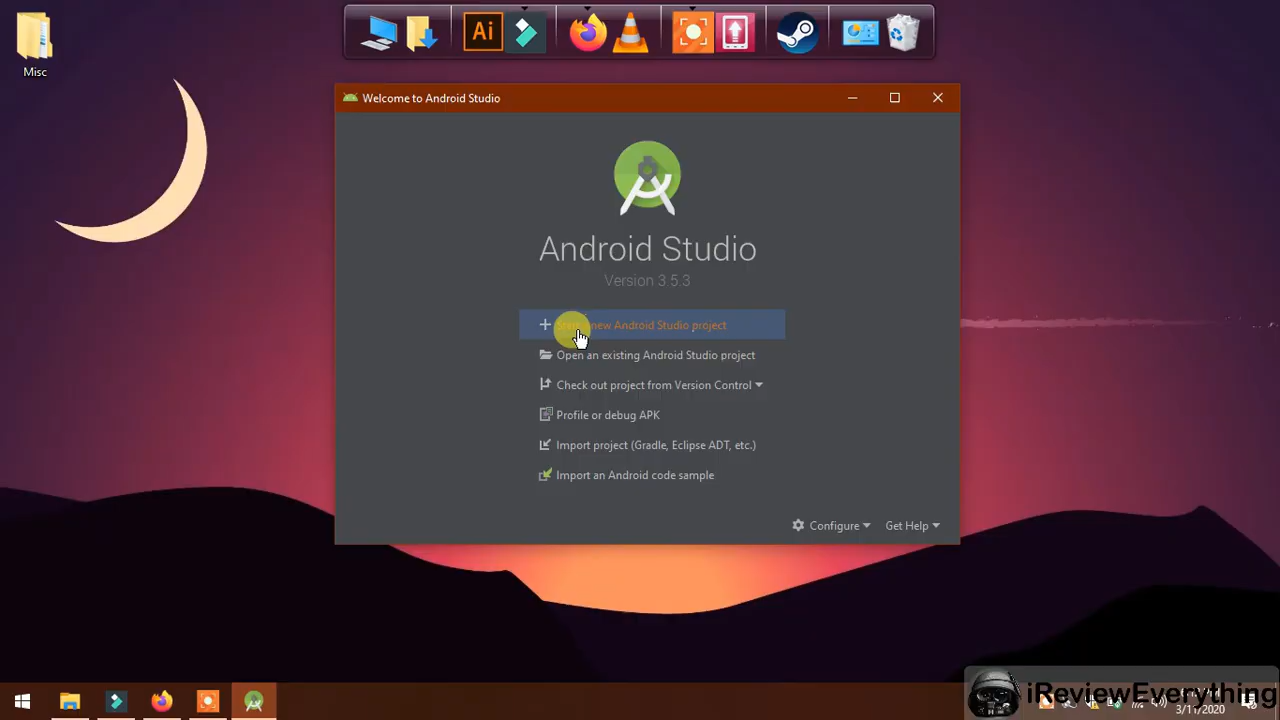 Misc
Ai
Welcome to Android Studio
Android Studio
Version 3.5.3
new Android Studio project
Open an existing Android Studio project
Check out project from Version Control
Profile or debug APK
Import project (Gradle, Eclipse ADT, etc.)
Import an Android code sample
Configure
Get Help
iReviewEverything
3/11/2020